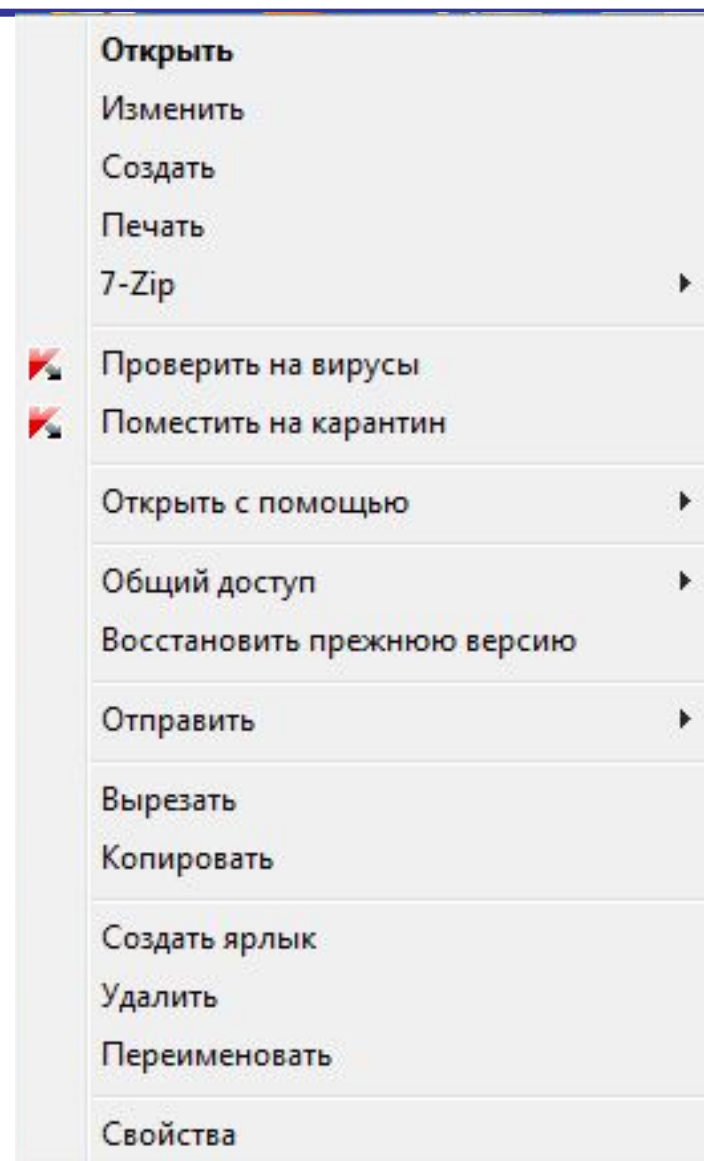 Открыть
Изменить
Создать
Печать
7-Zip
Проверить на вирусы
Поместить на карантин
Открыть с помощью
Общий доступ
Восстановить прежнюю версию
Отправить
Вырезать
Копировать
Создать ярлык
Удалить
Переименовать
Свойства